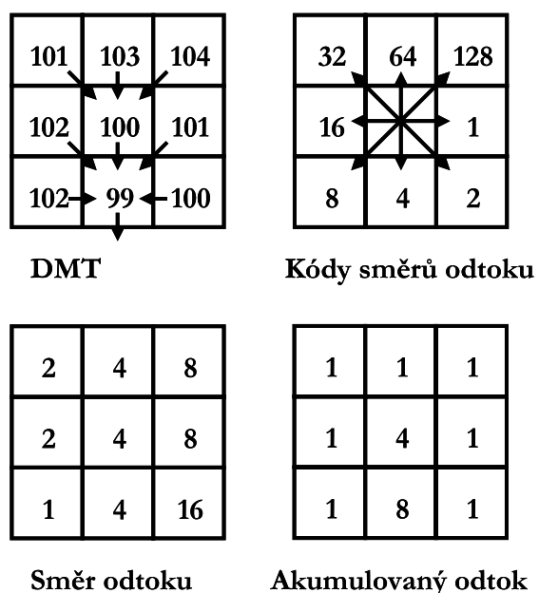 101 103 104
102 100 101
102 99 100
DMT
32 64 128
16 1
8 4 2
Kódy směrů odtoku
2 4 8
2 4 8
1 4 16
Směr odtoku
1 1 1
1 4 1
1 8 1
Akumulovaný odtok